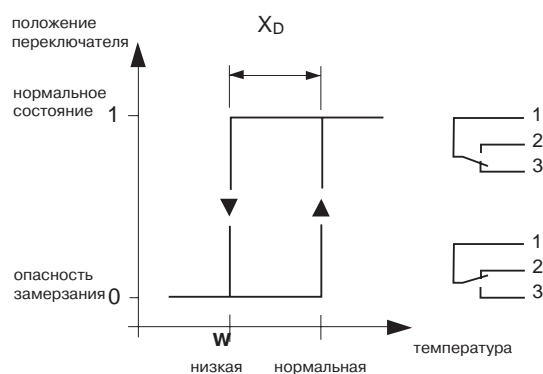 положение
переключателя
X_D
нормальное
состояние 1
1
2
3
1
2
3
опасность
замерзания 0
W
температура
низкая нормальная